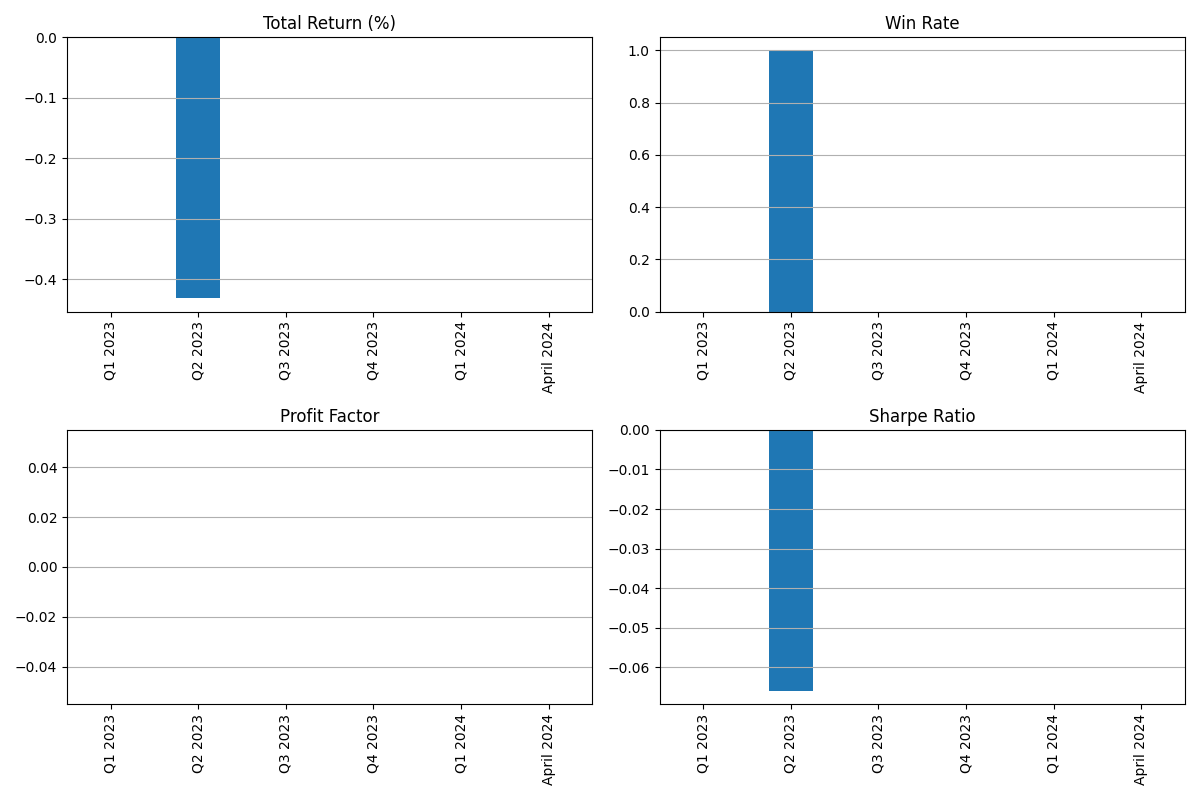 Total Return (%)
0.0
−0.1
−0.2
−0.3
−0.4
Q1 2023
Q2 2023
Q3 2023
Q4 2023
Q1 2024
April 2024
Win Rate
1.0
0.8
0.6
0.4
0.2
0.0
Q1 2023
Q2 2023
Q3 2023
Q4 2023
Q1 2024
April 2024
Profit Factor
0.04
0.02
0.00
−0.02
−0.04
Q1 2023
Q2 2023
Q3 2023
Q4 2023
Q1 2024
April 2024
Sharpe Ratio
0.00
−0.01
−0.02
−0.03
−0.04
−0.05
−0.06
Q1 2023
Q2 2023
Q3 2023
Q4 2023
Q1 2024
April 2024